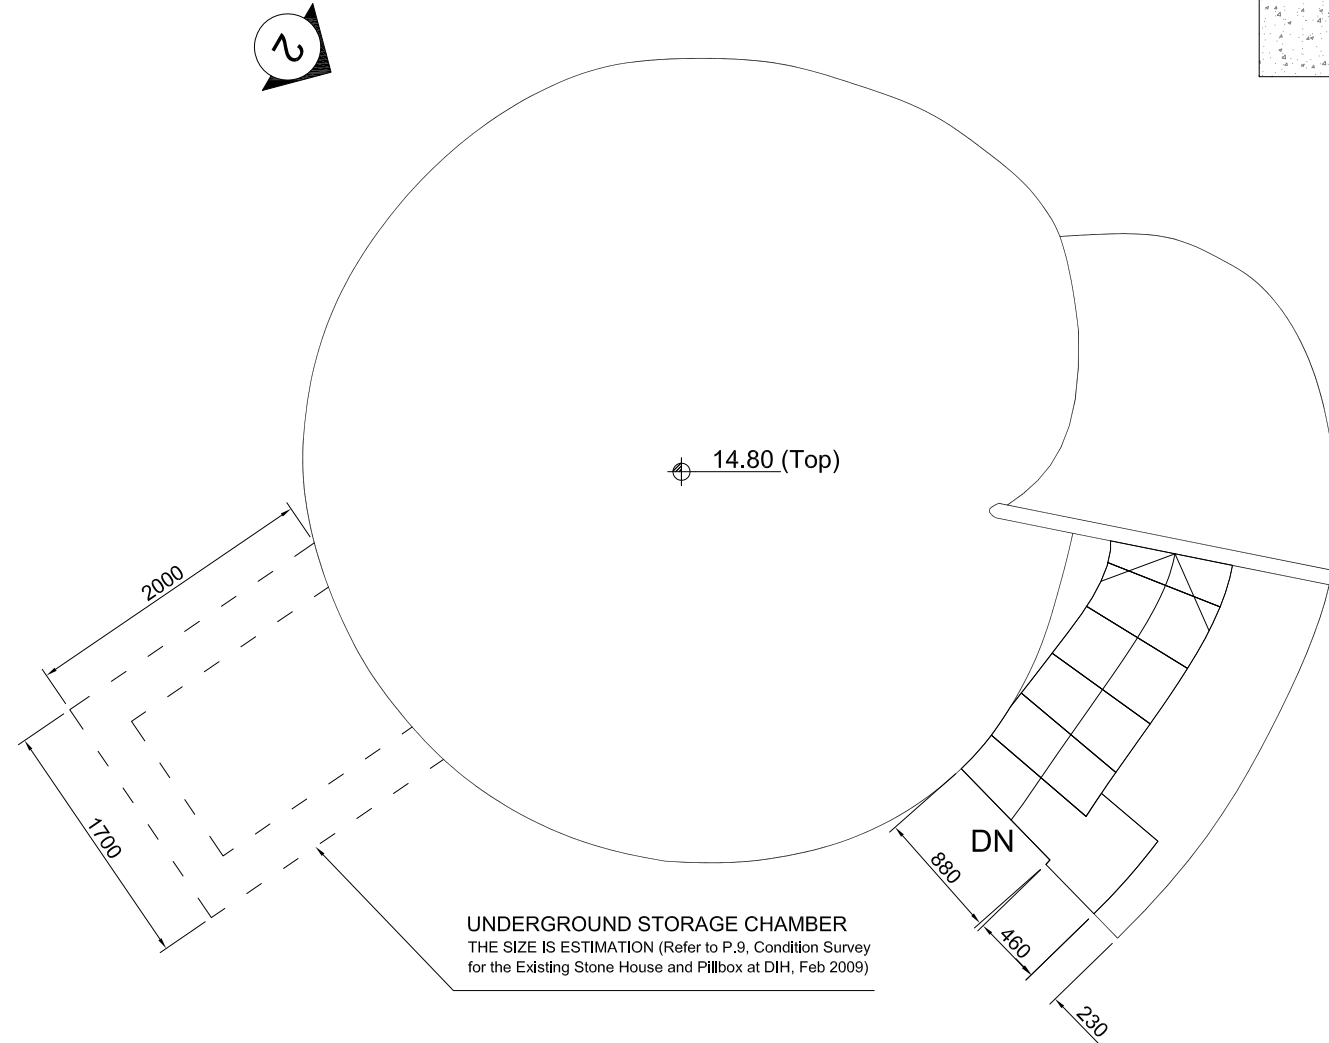 N
14.80 (Top)
2000
1700
DN
880
460
230
UNDERGROUND STORAGE CHAMBER
THE SIZE IS ESTIMATION (Refer to P.9, Condition Survey
for the Existing Stone House and Pillbox at DIH, Feb 2009)